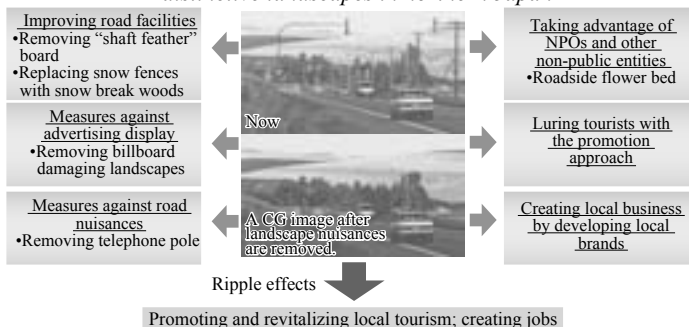 Improving road facilities
•Removing “shaft feather”
board
•Replacing snow fences
with snow break woods
Measures against
advertising display
•Removing billboard
damaging landscapes
Measures against road
nuisances
•Removing telephone pole
Now
A CG image after
landscape nuisances
are removed.
Taking advantage of
NPOs and other
non-public entities
•Roadside flower bed
Luring tourists with
the promotion
approach
Creating local business
by developing local
brands
Ripple effects
Promoting and revitalizing local tourism; creating jobs